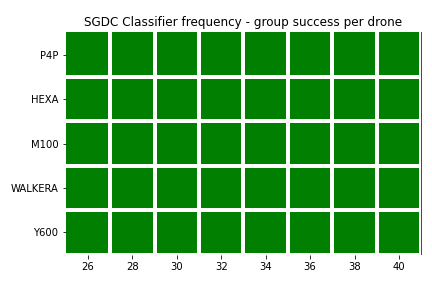 SGDC Classifier frequency - group success per drone
P4P
HEXA
M100
WALKERA
Y600
26 28 30 32 34 36 38 40